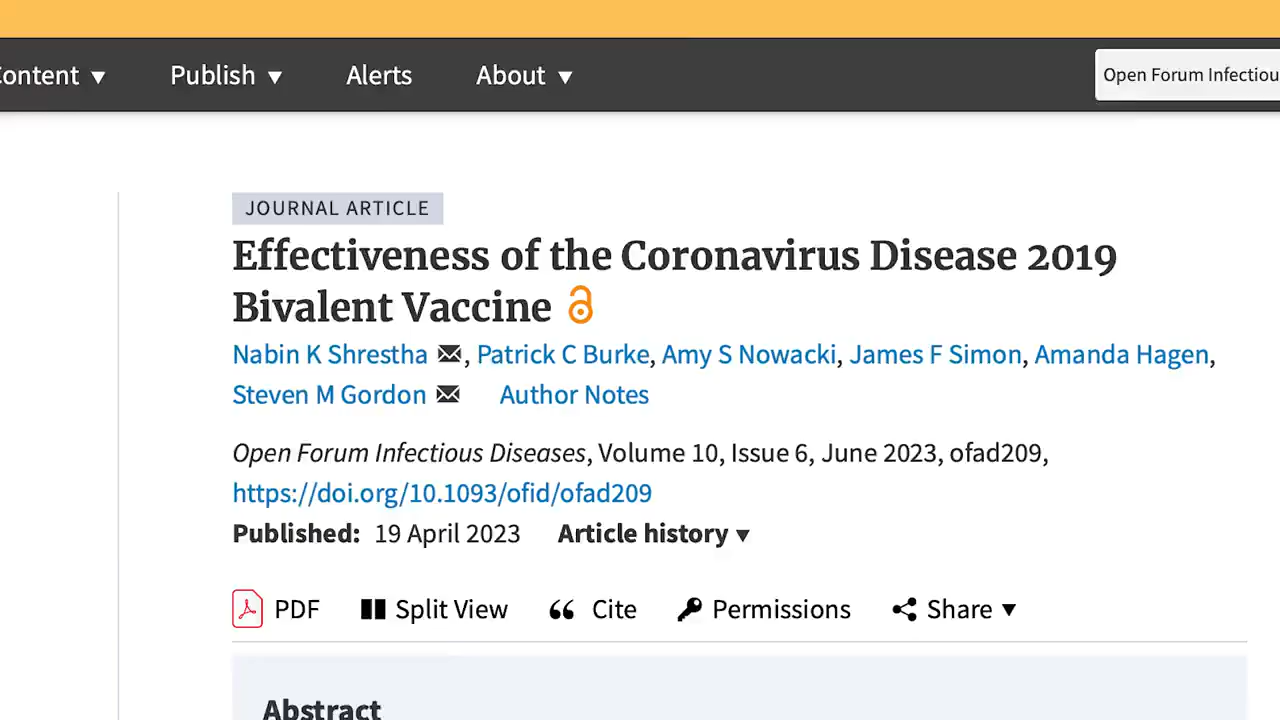 Publish ▼ Alerts About ▼
Open Forum
JOURNAL ARTICLE
Effectiveness of the Coronavirus Disease 2019
Bivalent Vaccine
Nabin K Shrestha , Patrick C Burke, Amy S Nowacki, James F Simon, Amanda Hagen,
Steven M Gordon Author Notes
Open Forum Infectious Diseases, Volume 10, Issue 6, June 2023, ofad209,
https://doi.org/10.1093/ofid/ofad209
Published: 19 April 2023 Article history ▼
PDF Split View Cite Permissions Share ▼
Abstract